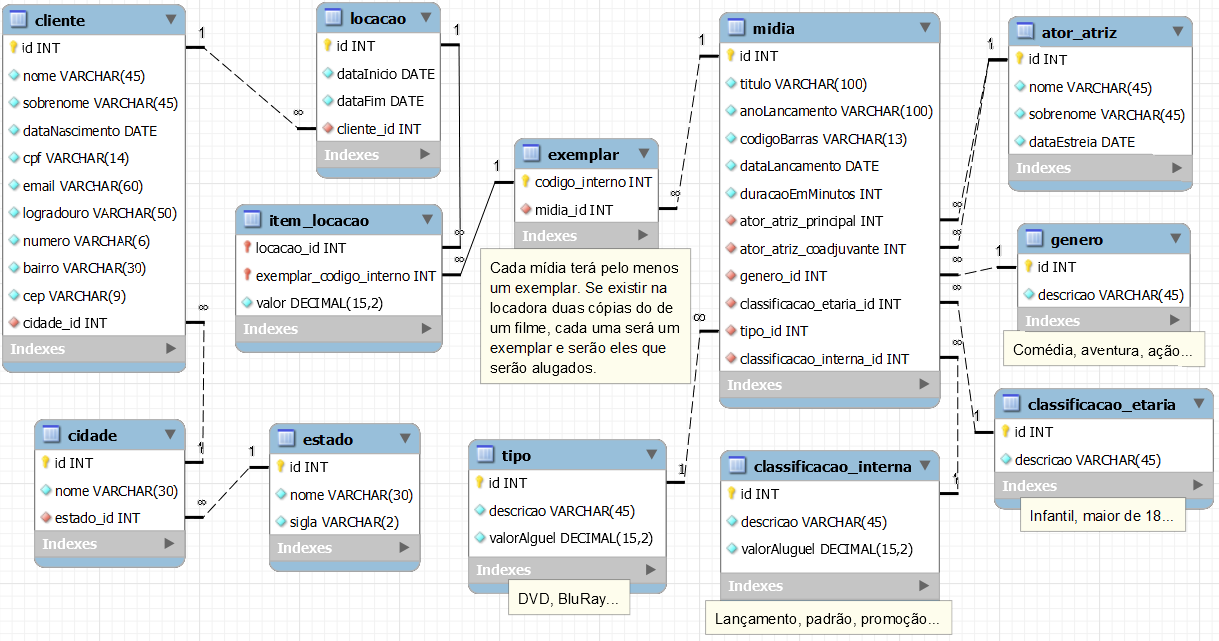 cliente
id INT
nome VARCHAR(45)
sobrenome VARCHAR(45)
dataNascimento DATE
cpf VARCHAR(14)
email VARCHAR(60)
logradouro VARCHAR(50)
numero VARCHAR(6)
bairro VARCHAR(30)
cep VARCHAR(9)
cidade_id INT
Indexes
1
∞
locacao
id INT
dataInicio DATE
dataFim DATE
cliente_id INT
Indexes
1
∞
item_locacao
locacao_id INT
exemplar_codigo_interno INT
valor DECIMAL(15,2)
Indexes
∞
∞
exemplar
codigo_interno INT
midia_id INT
Indexes
1
∞
Cada mídia terá pelo menos
um exemplar. Se existir na
locadora duas cópias do de
um filme, cada uma será um
exemplar e serão eles que
serão alugados.
midia
id INT
titulo VARCHAR(100)
anoLancamento VARCHAR(100)
codigoBarras VARCHAR(13)
dataLancamento DATE
duracaoEmMinutos INT
ator_atriz_principal INT
ator_atriz_coadjuvante INT
genero_id INT
classificacao_etaria_id INT
tipo_id INT
classificacao_interna_id INT
Indexes
1
∞
∞
∞
∞
∞
∞
ator_atriz
id INT
nome VARCHAR(45)
sobrenome VARCHAR(45)
dataEstreia DATE
Indexes
1
genero
id INT
descricao VARCHAR(45)
Indexes
1
Comédia, aventura, ação...
classificacao_etaria
id INT
descricao VARCHAR(45)
Indexes
1
Infantil, maior de 18...
cidade
id INT
nome VARCHAR(30)
estado_id INT
Indexes
1
∞
estado
id INT
nome VARCHAR(30)
sigla VARCHAR(2)
Indexes
1
tipo
id INT
descricao VARCHAR(45)
valorAlguel DECIMAL(15,2)
Indexes
1
DVD, BluRay...
classificacao_interna
id INT
descricao VARCHAR(45)
valorAluguel DECIMAL(15,2)
Indexes
1
Lançamento, padrão, promoção...